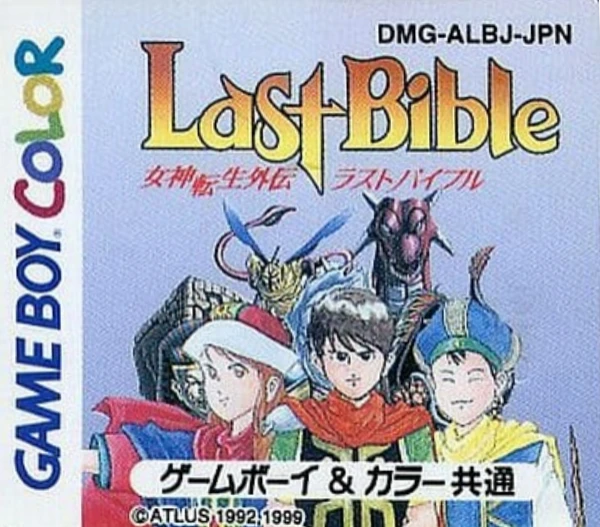 DMG-ALBJ-JPN
Last Bible
女神転生外伝 ラストバイブル
GAME BOY COLOR
ゲームボーイ & カラー共通
©ATLUS 1992,1999